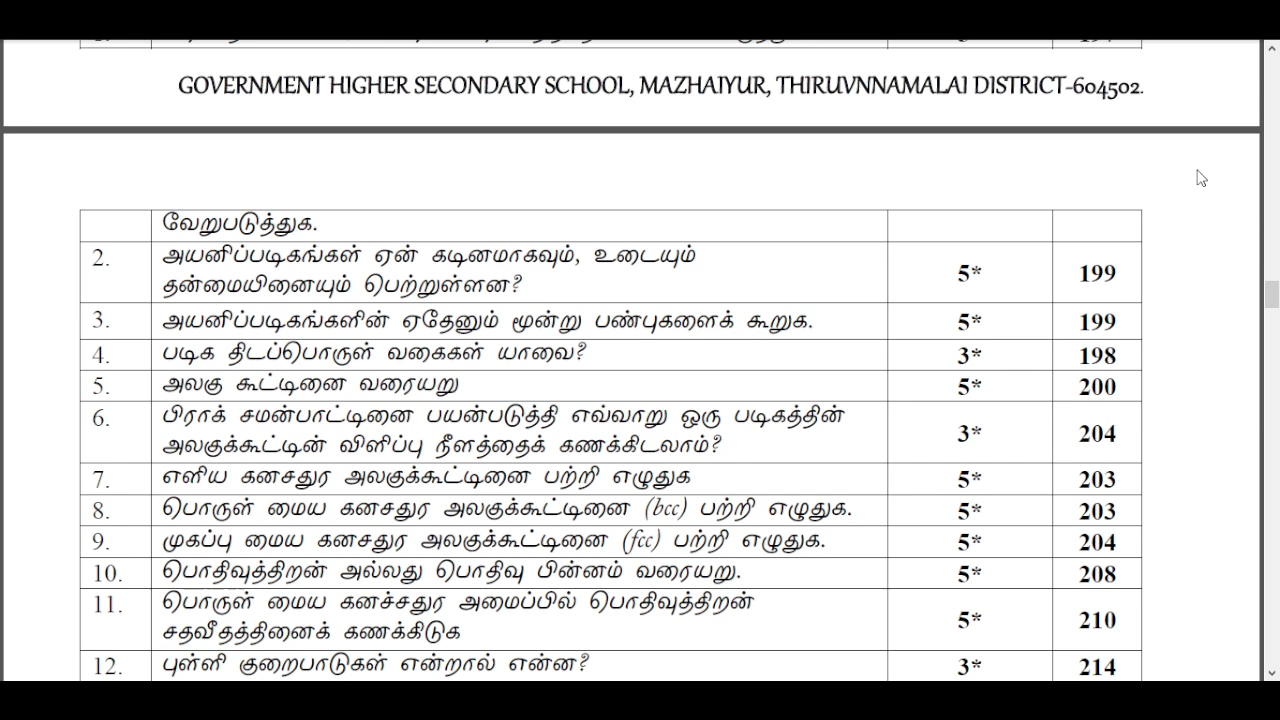 GOVERNMENT HIGHER SECONDARY SCHOOL, MAZHAIYUR, THIRUVNNAMALAI DISTRICT-604502.
வேறுபடுத்துக.
2. அயனிப்படிகங்கள் ஏன் கடினமாகவும், உடையும் தன்மையினையும் பெற்றுள்ளன? 5* 199
3. அயனிப்படிகங்களின் ஏதேனும் மூன்று பண்புகளைக் கூறுக. 5* 199
4. படிக திடப்பொருள் வகைகள் யாவை? 3* 198
5. அலகு கூட்டினை வரையறு 5* 200
6. பிராக் சமன்பாட்டினை பயன்படுத்தி எவ்வாறு ஒரு படிகத்தின் அலகுக்கூட்டின் விளிப்பு நீளத்தைக் கணக்கிடலாம்? 3* 204
7. எளிய கனசதுர அலகுக்கூட்டினை பற்றி எழுதுக 5* 203
8. பொருள் மைய கனசதுர அலகுக்கூட்டினை (bcc) பற்றி எழுதுக. 5* 203
9. முகப்பு மைய கனசதுர அலகுக்கூட்டினை (fcc) பற்றி எழுதுக. 5* 204
10. பொதிவுத்திறன் அல்லது பொதிவு பின்னம் வரையறு. 5* 208
11. பொருள் மைய கனச்சதுர அமைப்பில் பொதிவுத்திறன் சதவீதத்தினைக் கணக்கிடுக 5* 210
12. புள்ளி குறைபாடுகள் என்றால் என்ன? 3* 214